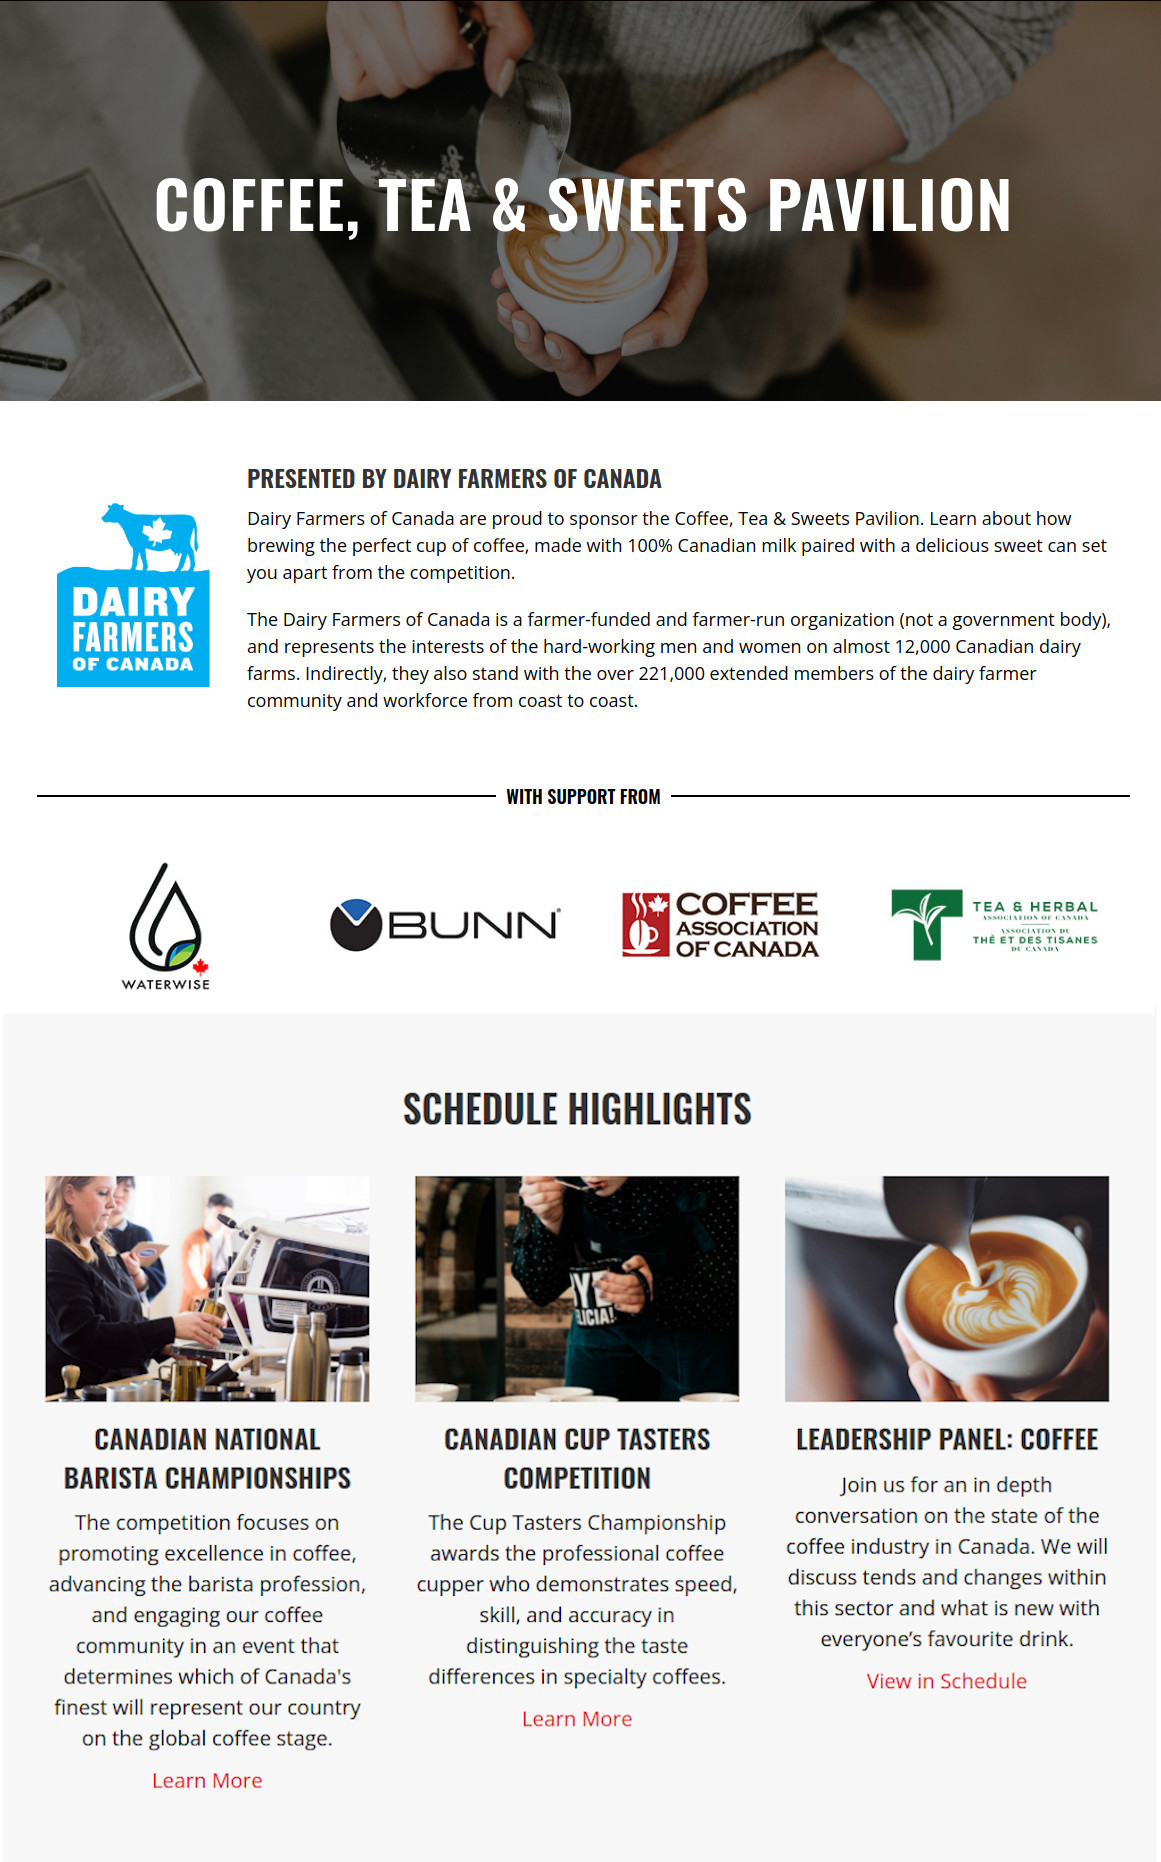 COFFEE, TEA & SWEETS PAVILION
PRESENTED BY DAIRY FARMERS OF CANADA
Dairy Farmers of Canada are proud to sponsor the Coffee, Tea & Sweets Pavilion. Learn about how
brewing the perfect cup of coffee, made with 100% Canadian milk paired with a delicious sweet can set
you apart from the competition.
The Dairy Farmers of Canada is a farmer-funded and farmer-run organization (not a government body),
and represents the interests of the hard-working men and women on almost 12,000 Canadian dairy
farms. Indirectly, they also stand with the over 221,000 extended members of the dairy farmer
community and workforce from coast to coast.
DAIRY
FARMERS
OF CANADA
WITH SUPPORT FROM
WATERWISE
BUNN®
COFFEE
ASSOCIATION
OF CANADA
TEA & HERBAL
ASSOCIATION OF CANADA
ASSOCIATION DU
THÉ ET DES TISANES
DU CANADA
SCHEDULE HIGHLIGHTS
CANADIAN NATIONAL
BARISTA CHAMPIONSHIPS
The competition focuses on
promoting excellence in coffee,
advancing the barista profession,
and engaging our coffee
community in an event that
determines which of Canada's
finest will represent our country
on the global coffee stage.
Learn More
CANADIAN CUP TASTERS
COMPETITION
The Cup Tasters Championship
awards the professional coffee
cupper who demonstrates speed,
skill, and accuracy in
distinguishing the taste
differences in specialty coffees.
Learn More
LEADERSHIP PANEL: COFFEE
Join us for an in depth
conversation on the state of the
coffee industry in Canada. We will
discuss tends and changes within
this sector and what is new with
everyone’s favourite drink.
View in Schedule